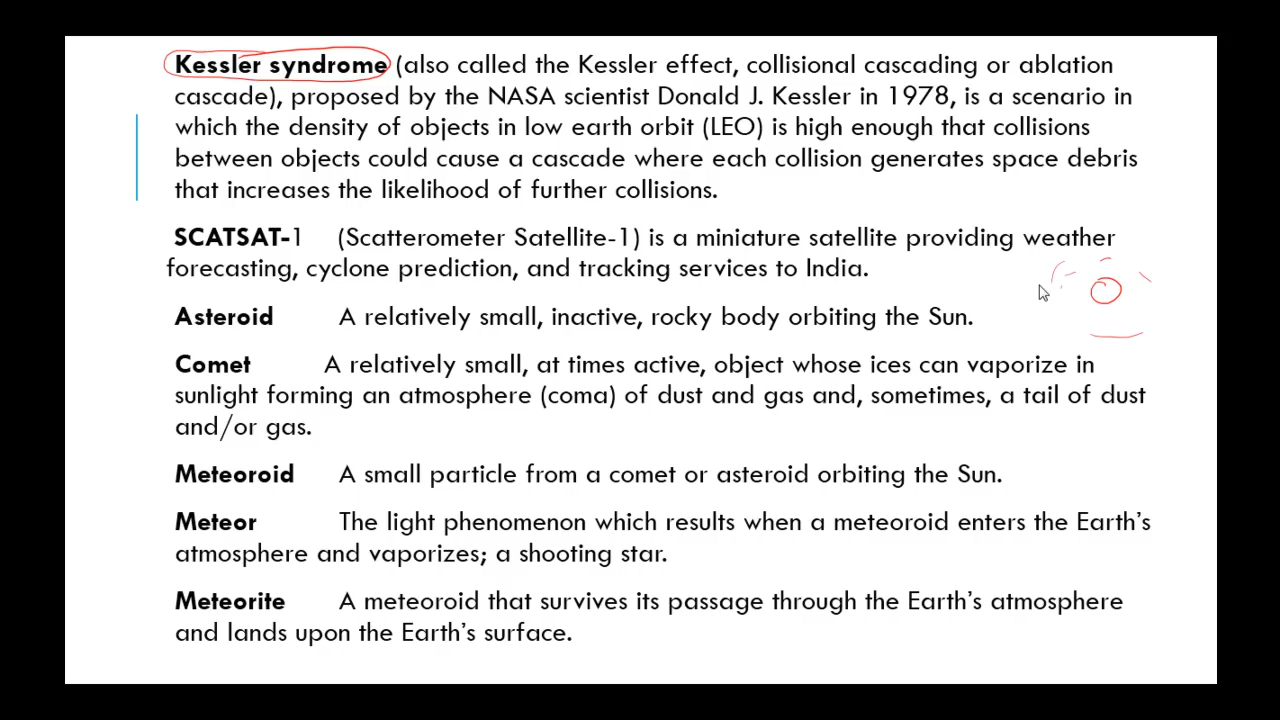 Kessler syndrome (also called the Kessler effect, collisional cascading or ablation
cascade), proposed by the NASA scientist Donald J. Kessler in 1978, is a scenario in
which the density of objects in low earth orbit (LEO) is high enough that collisions
between objects could cause a cascade where each collision generates space debris
that increases the likelihood of further collisions.
SCATSAT-1 (Scatterometer Satellite-1) is a miniature satellite providing weather
forecasting, cyclone prediction, and tracking services to India.
Asteroid A relatively small, inactive, rocky body orbiting the Sun.
Comet A relatively small, at times active, object whose ices can vaporize in
sunlight forming an atmosphere (coma) of dust and gas and, sometimes, a tail of dust
and/or gas.
Meteoroid A small particle from a comet or asteroid orbiting the Sun.
Meteor The light phenomenon which results when a meteoroid enters the Earth's
atmosphere and vaporizes; a shooting star.
Meteorite A meteoroid that survives its passage through the Earth's atmosphere
and lands upon the Earth's surface.